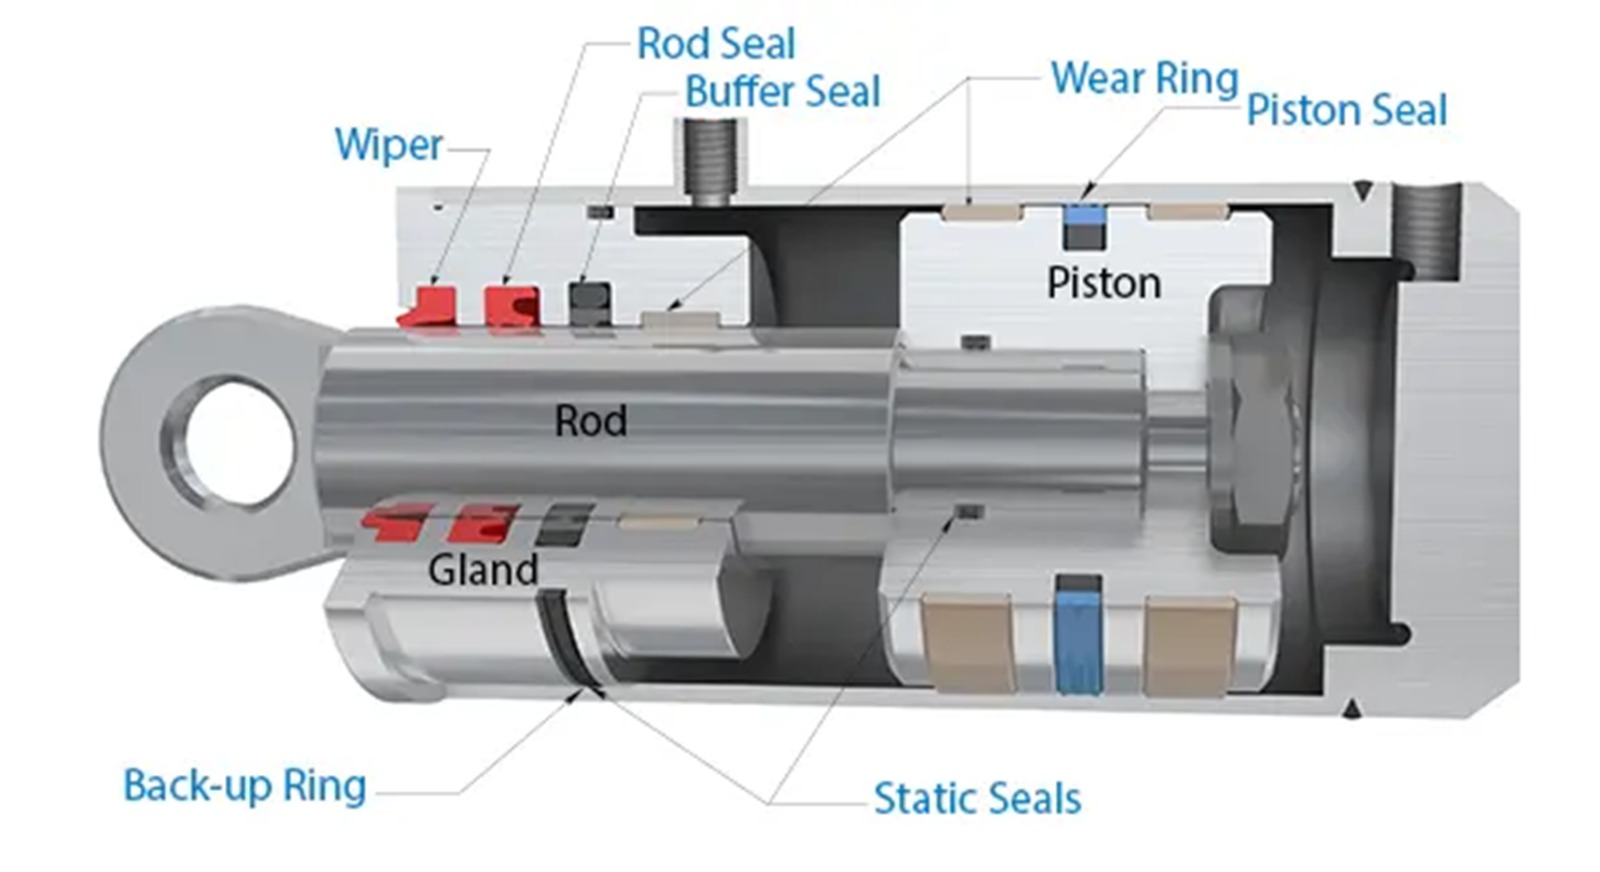 Rod Seal
Buffer Seal
Wear Ring
Piston Seal
Wiper
Piston
Rod
Gland
Back-up Ring
Static Seals